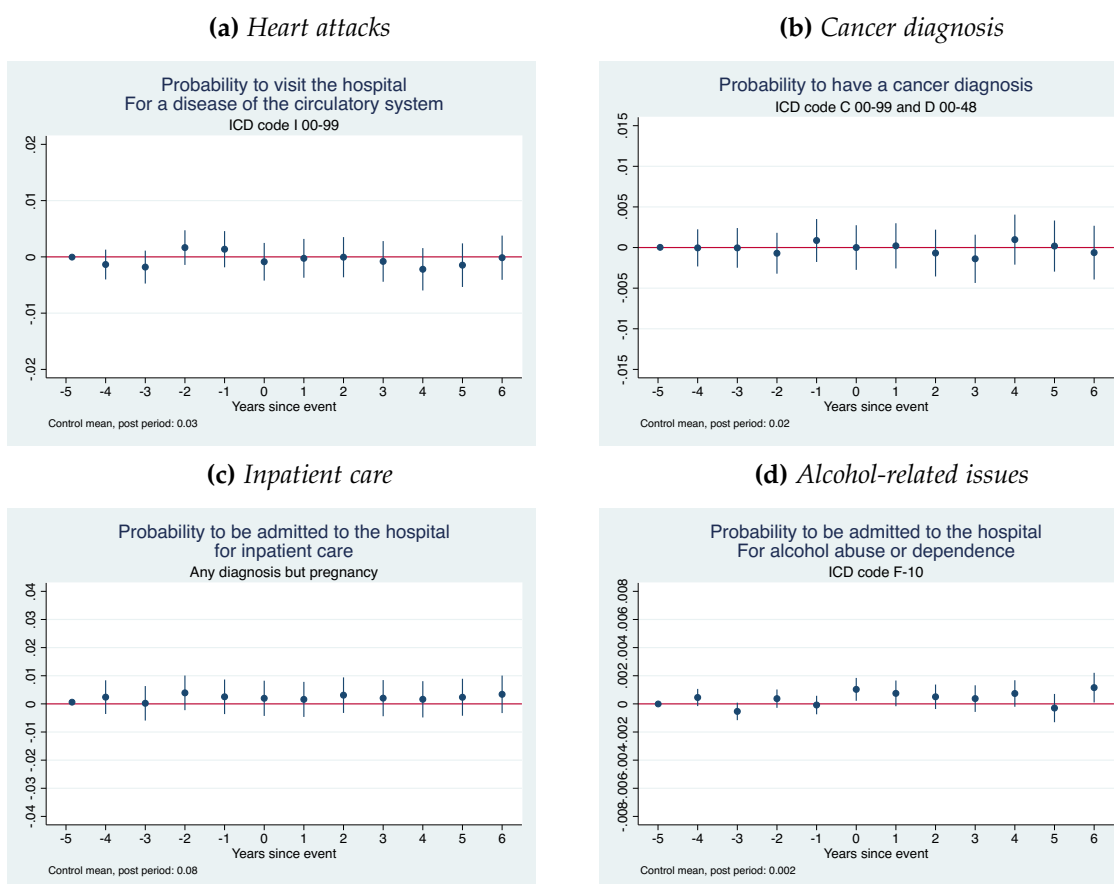 (a) Heart attacks
Probability to visit the hospital
For a disease of the circulatory system
ICD code I 00-99
.02
.01
0
-.01
-.02
-5 -4 -3 -2 -1 0 1 2 3 4 5 6
Years since event
Control mean, post period: 0.03
(b) Cancer diagnosis
Probability to have a cancer diagnosis
ICD code C 00-99 and D 00-48
.015
.01
.005
0
-.005
-.01
-.015
-5 -4 -3 -2 -1 0 1 2 3 4 5 6
Years since event
Control mean, post period: 0.02
(c) Inpatient care
Probability to be admitted to the hospital
for inpatient care
Any diagnosis but pregnancy
.04
.03
.02
.01
0
-.01
-.02
-.03
-.04
-5 -4 -3 -2 -1 0 1 2 3 4 5 6
Years since event
Control mean, post period: 0.08
(d) Alcohol-related issues
Probability to be admitted to the hospital
For alcohol abuse or dependence
ICD code F-10
.008
.006
.004
.002
0
-.002
-.004
-.006
-.008
-5 -4 -3 -2 -1 0 1 2 3 4 5 6
Years since event
Control mean, post period: 0.002